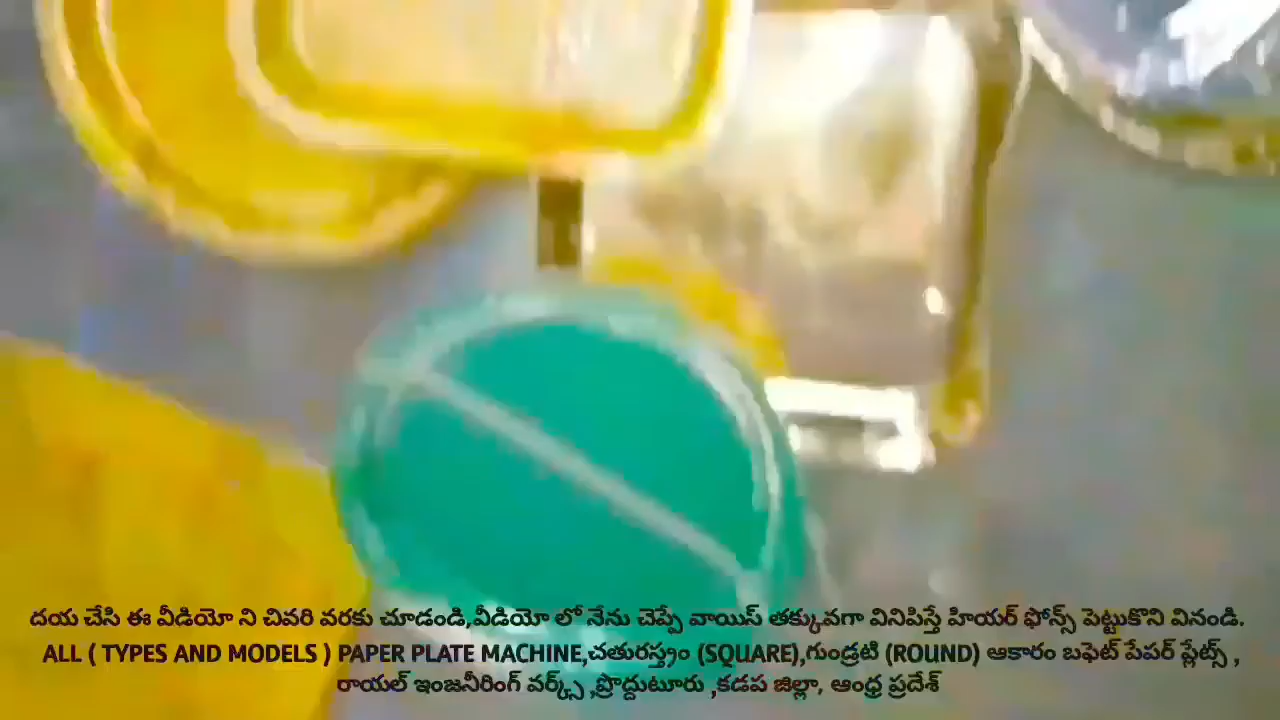 దయ చేసి ఈ వీడియో ని చివరి వరకు చూడండి,వీడియో లో నేను చెప్పే వాయిస్ తక్కువగా వినిపిస్తే హియర్ ఫోన్స్ పెట్టుకొని వినండి.
ALL ( TYPES AND MODELS ) PAPER PLATE MACHINE,చతురస్త్రం (SQUARE),గుండ్రటి (ROUND) ఆకారం బఫెట్ పేపర్ ప్లేట్స్ ,
రాయల్ ఇంజనీరింగ్ వర్క్స్ ,ప్రొద్దుటూరు ,కడప జిల్లా, ఆంధ్ర ప్రదేశ్